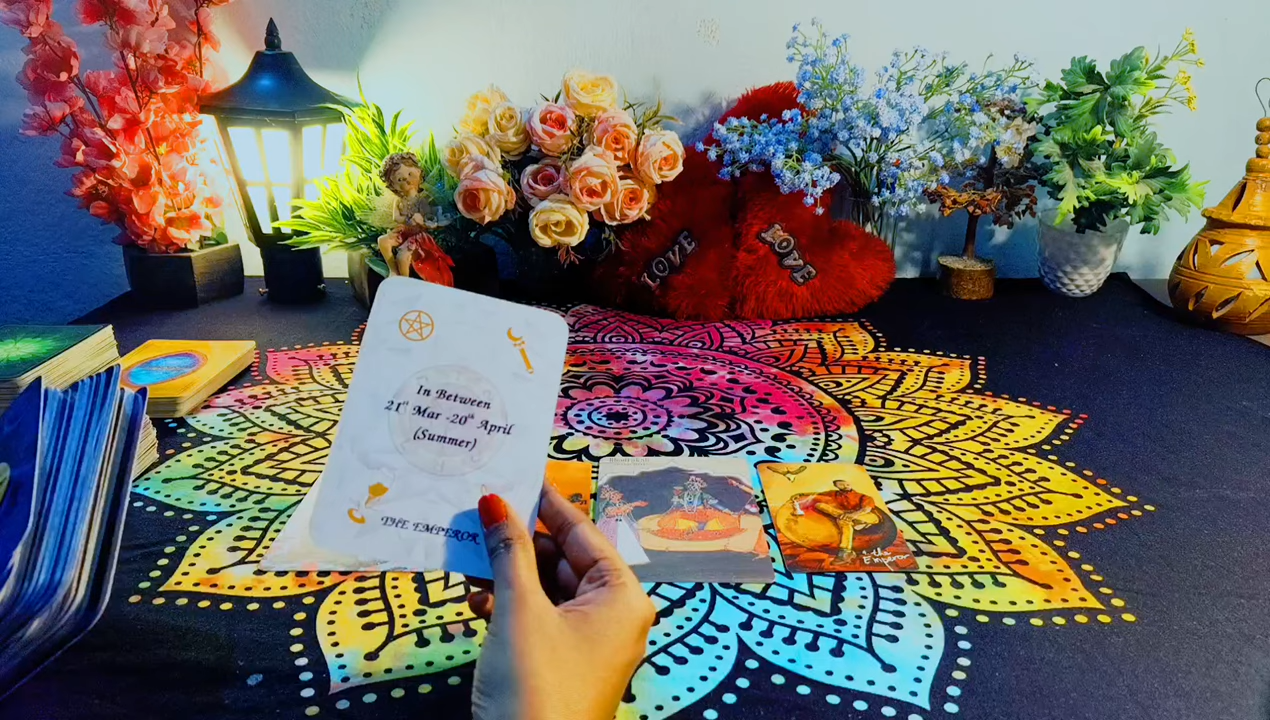 LOVE
LOVE
In Between
21st Mar -20th April
(Summer)
THE EMPEROR
the
Emperor